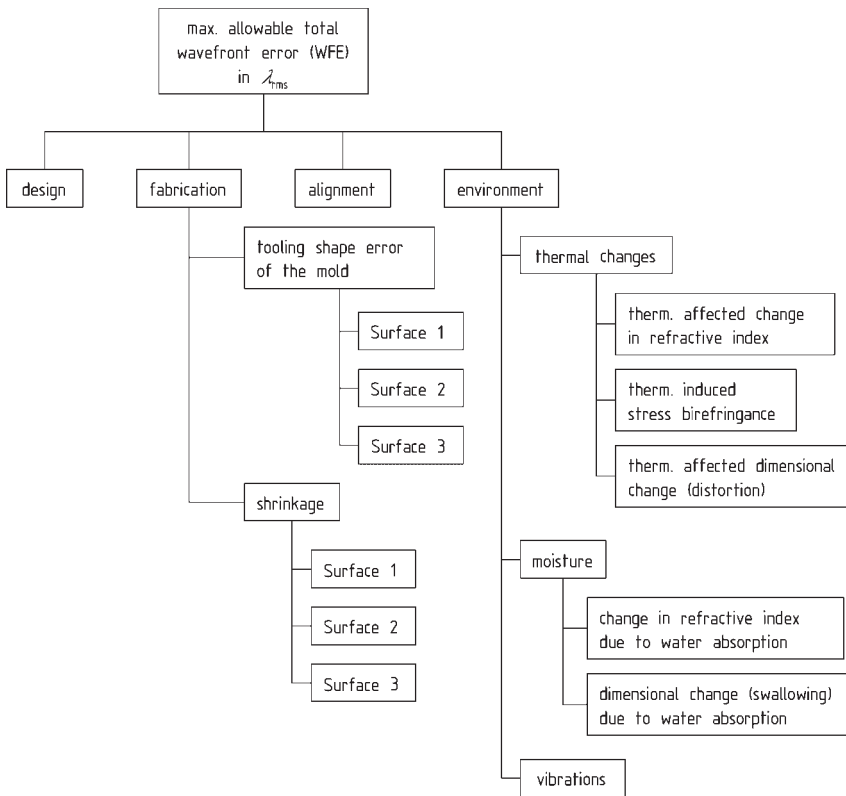 max. allowable total
wavefront error (WFE)
in λrms
design
fabrication
alignment
environment
tooling shape error
of the mold
Surface 1
Surface 2
Surface 3
shrinkage
Surface 1
Surface 2
Surface 3
thermal changes
therm. affected change
in refractive index
therm. induced
stress birefringance
therm. affected dimensional
change (distortion)
moisture
change in refractive index
due to water absorption
dimensional change (swallowing)
due to water absorption
vibrations